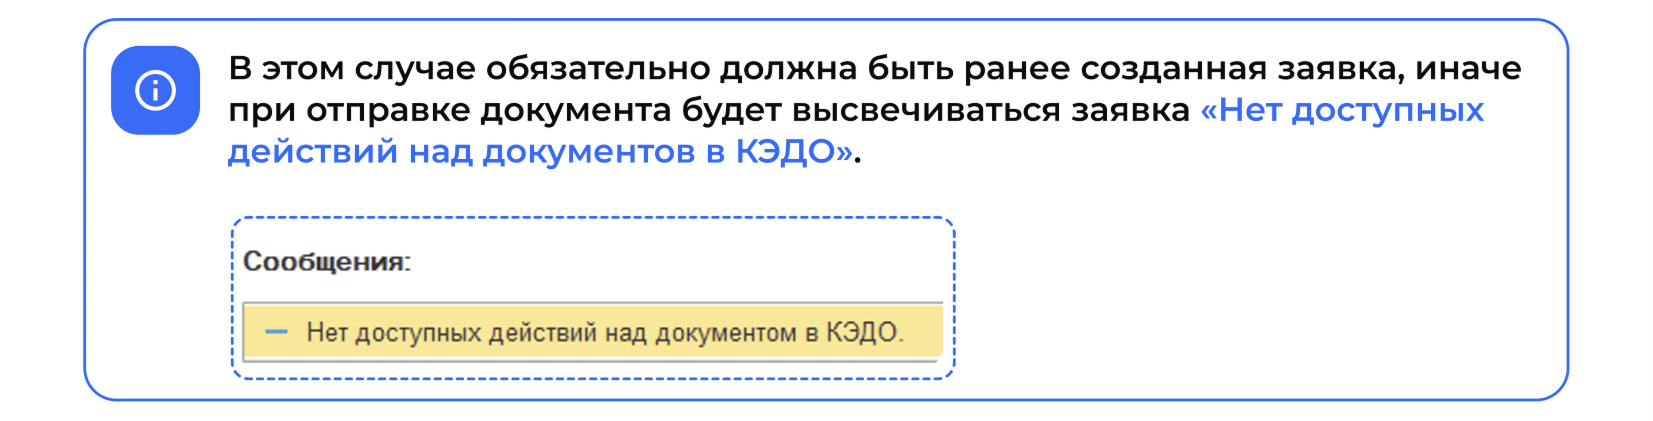 В этом случае обязательно должна быть ранее созданная заявка, иначе
при отправке документа будет высвечиваться заявка «Нет доступных
действий над документов в КЭДО».
Сообщения:
Нет доступных действий над документом в КЭДО.